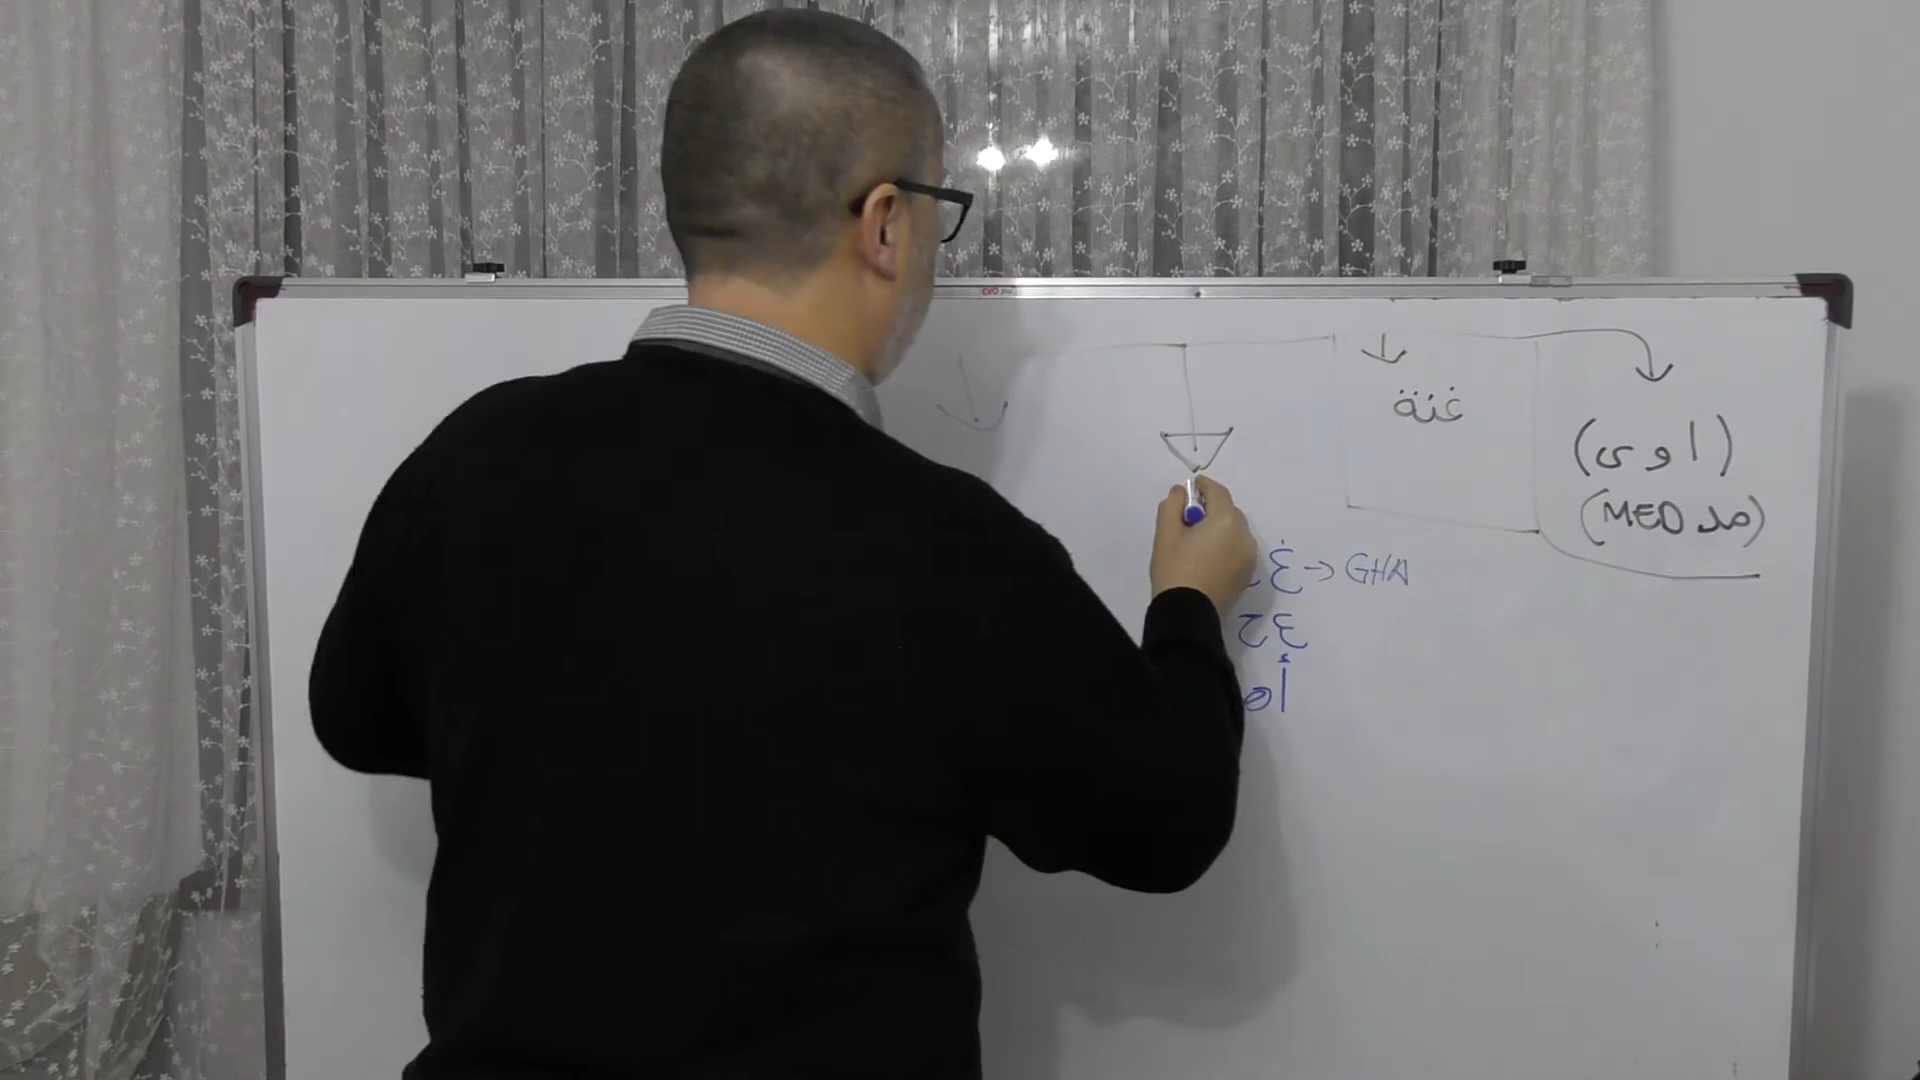 غنة
(ا و ى)
(مد MED)
غ → GHA
ع ح
أ ه